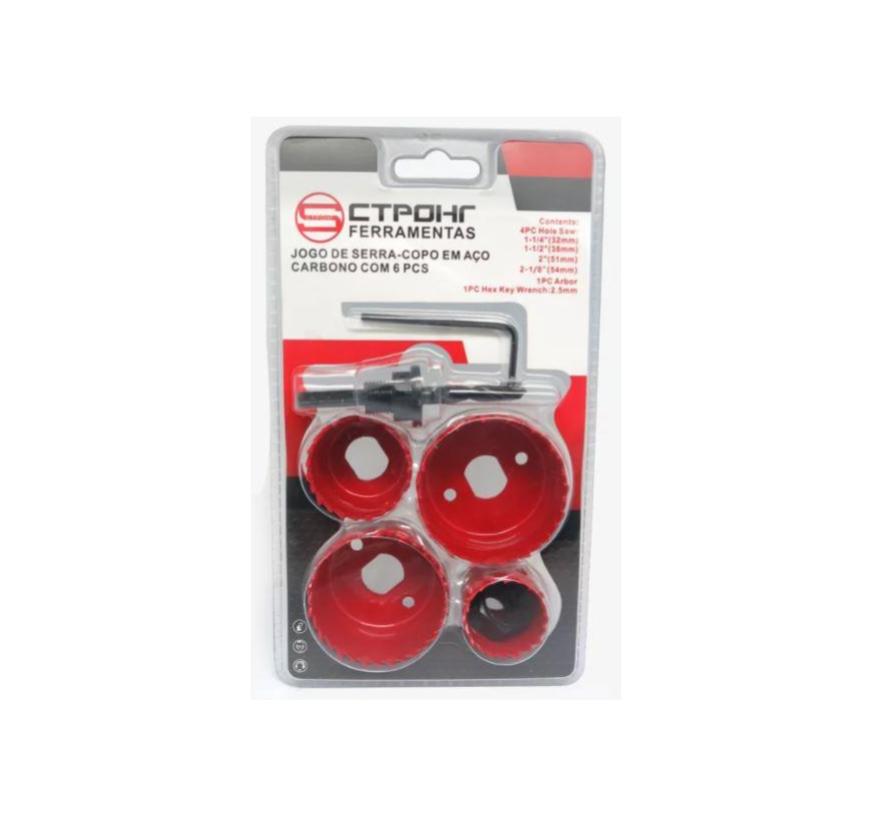 СТРОНГ
FERRAMENTAS
JOGO DE SERRA-COPO EM AÇO
CARBONO COM 6 PCS
Contents:
4PC Hole Saw:
1-1/4"(32mm)
1-1/2"(38mm)
2"(51mm)
2-1/8"(54mm)
1PC Arbor
1PC Hex Key Wrench:2.5mm